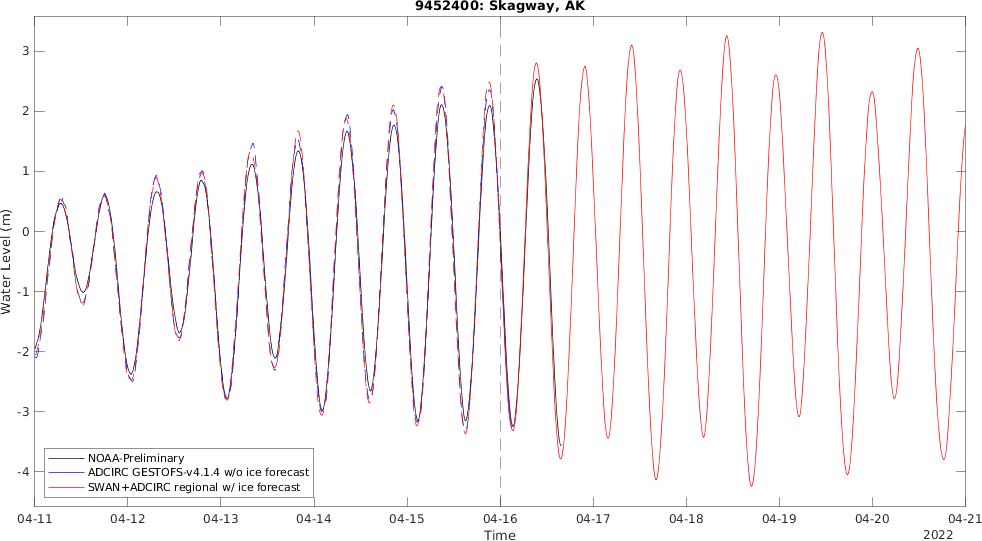 9452400: Skagway, AK
Water Level (m)
3
2
1
0
-1
-2
-3
-4
NOAA-Preliminary
ADCIRC GESTOFS-v4.1.4 w/o ice forecast
SWAN+ADCIRC regional w/ ice forecast
04-11 04-12 04-13 04-14 04-15 04-16 04-17 04-18 04-19 04-20 04-21
Time
2022